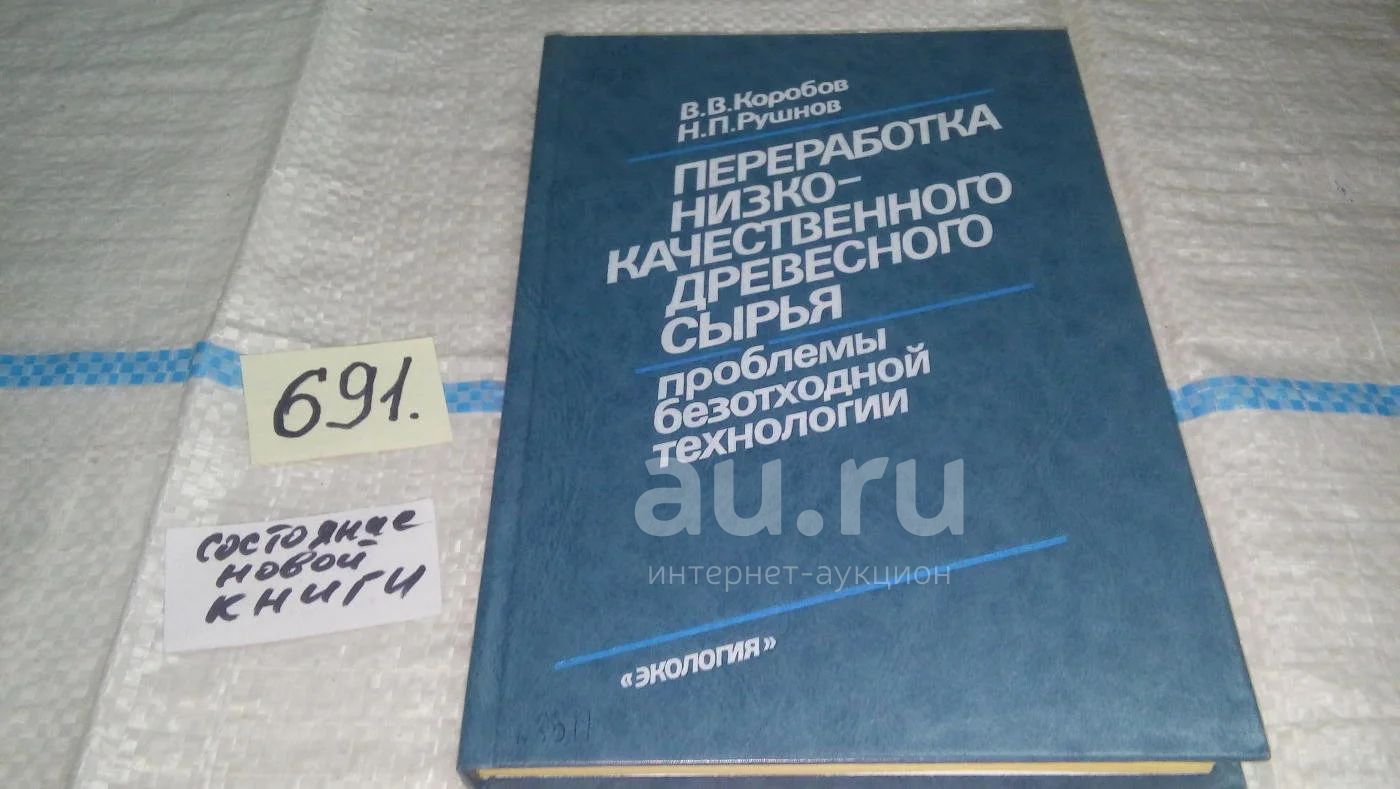 В.В.Коробов
Н.П.Рушнов
ПЕРЕРАБОТКА
НИЗКО-
КАЧЕСТВЕННОГО
ДРЕВЕСНОГО
СЫРЬЯ
проблемы
безотходной
технологии
«ЭКОЛОГИЯ»
691.
состояние
новой
книги
au.ru
интернет-аукцион